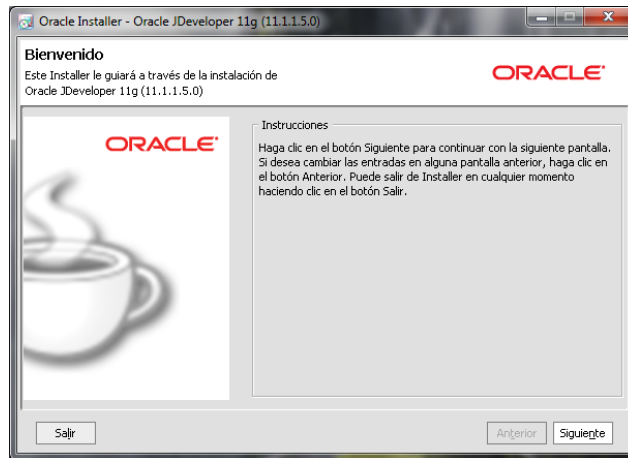 Oracle Installer - Oracle JDeveloper 11g (11.1.1.5.0)
Bienvenido
Este Installer le guiará a través de la instalación de
Oracle JDeveloper 11g (11.1.1.5.0)
ORACLE
ORACLE
Instrucciones
Haga clic en el botón Siguiente para continuar con la siguiente pantalla.
Si desea cambiar las entradas en alguna pantalla anterior, haga clic en
el botón Anterior. Puede salir de Installer en cualquier momento
haciendo clic en el botón Salir.
Salir
Anterior
Siguiente